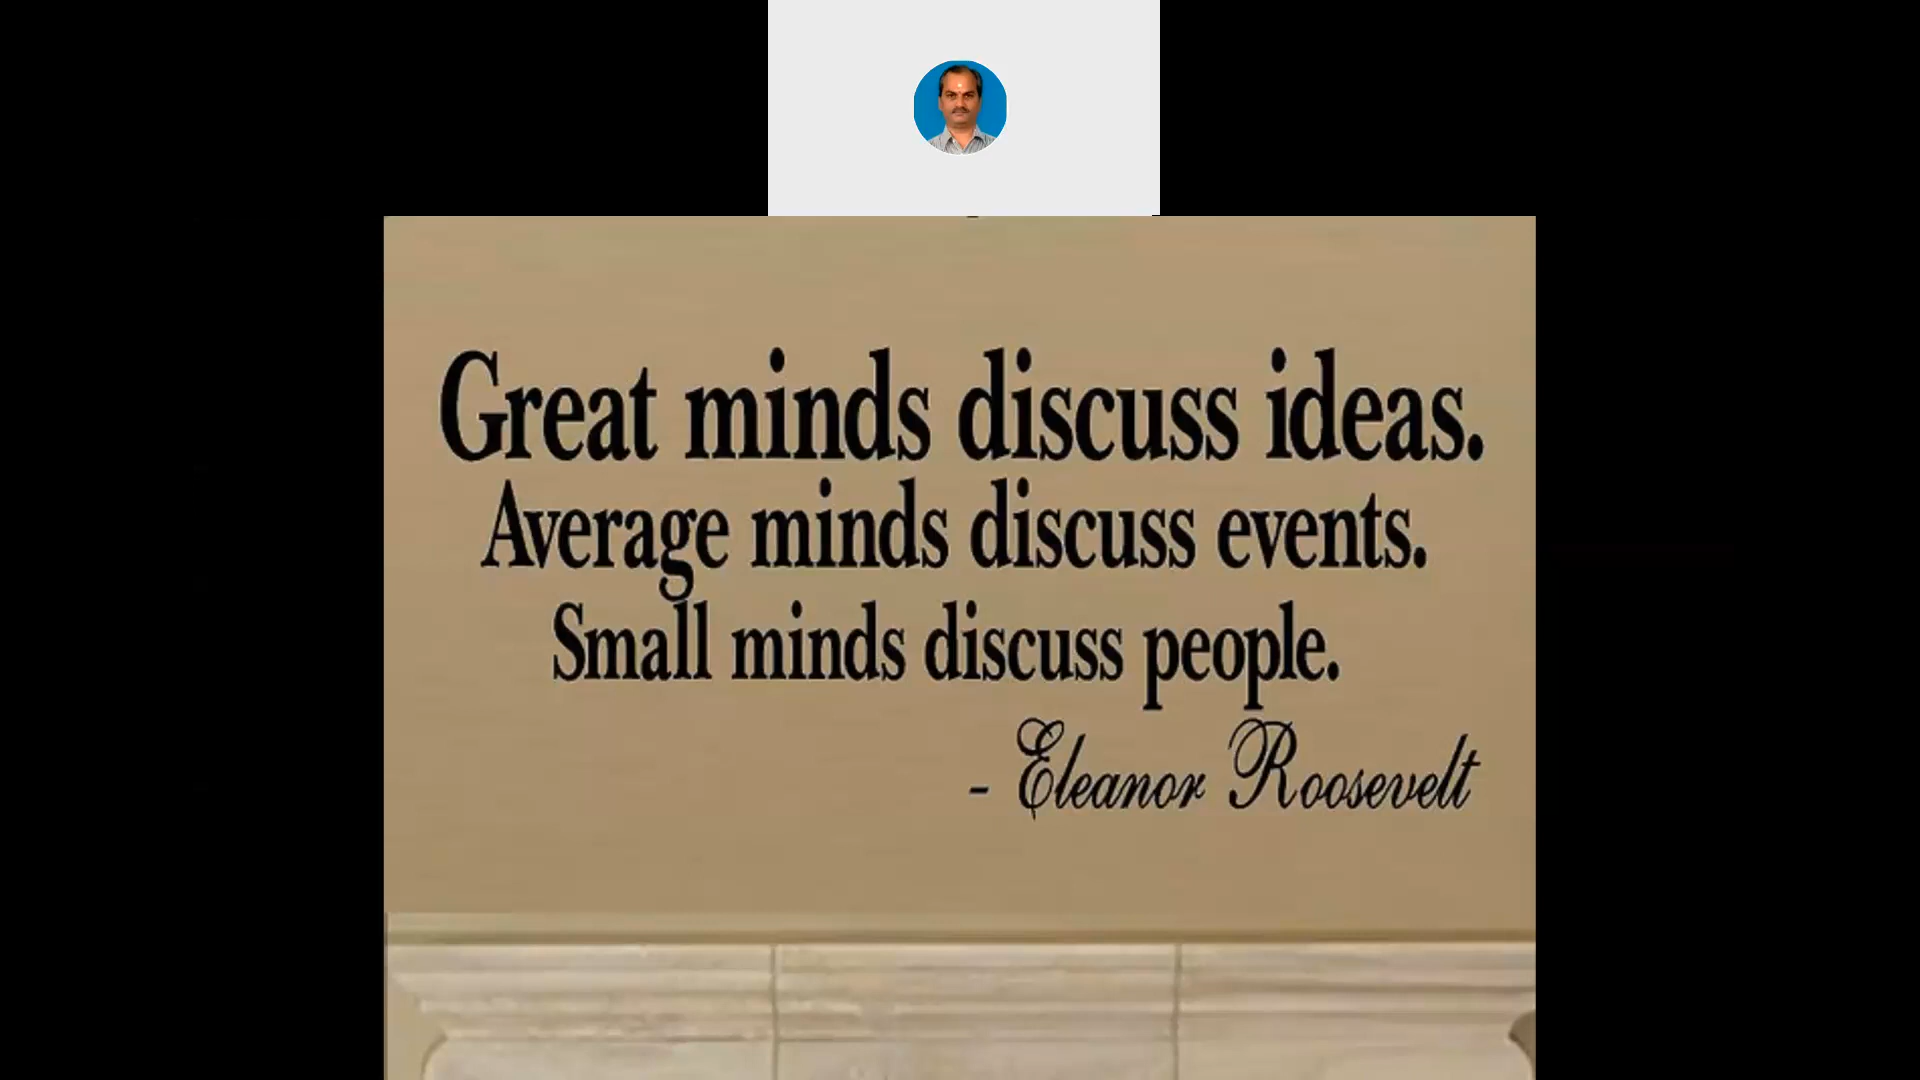 Great minds discuss ideas.
Average minds discuss events.
Small minds discuss people.
- Eleanor Roosevelt